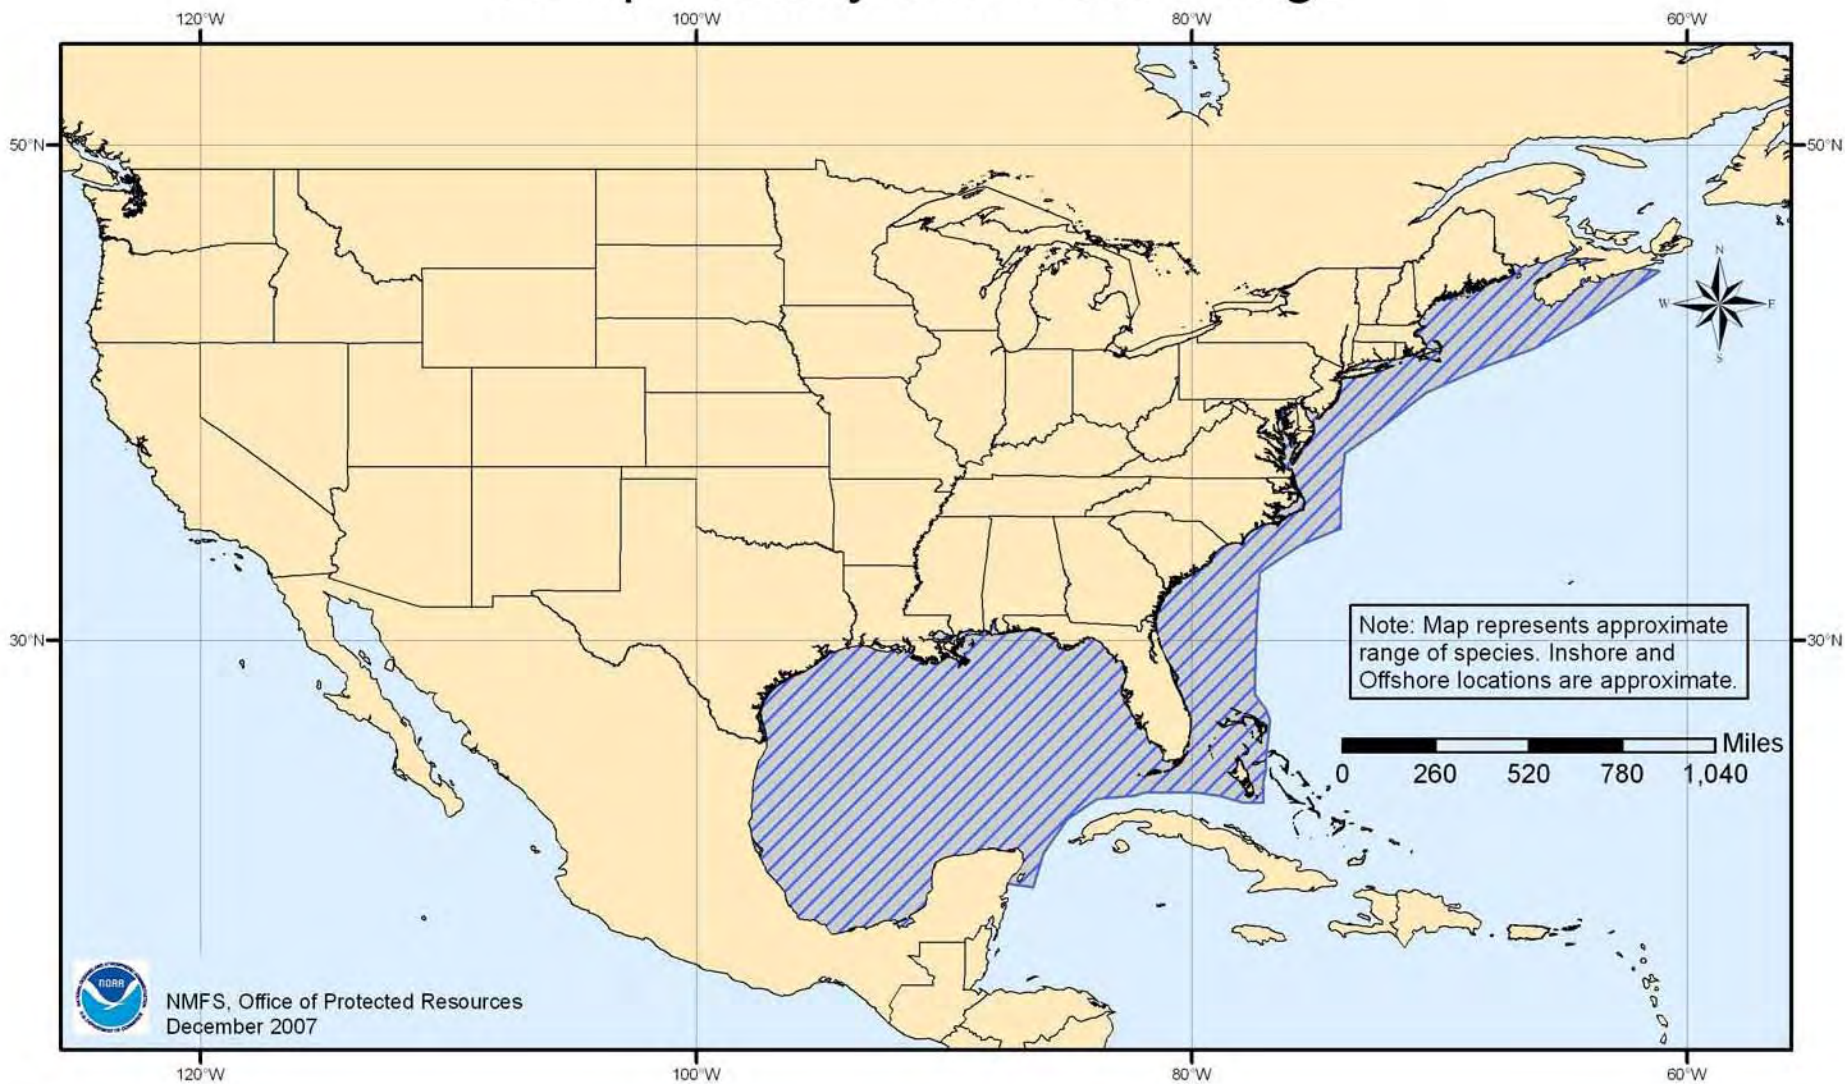 120°W 100°W 80°W 60°W
50°N 50°N
N
W E
S
30°N 30°N
Note: Map represents approximate
range of species. Inshore and
Offshore locations are approximate.
Miles
0 260 520 780 1,040
NOAA
NMFS, Office of Protected Resources
December 2007
120°W 100°W 80°W 60°W